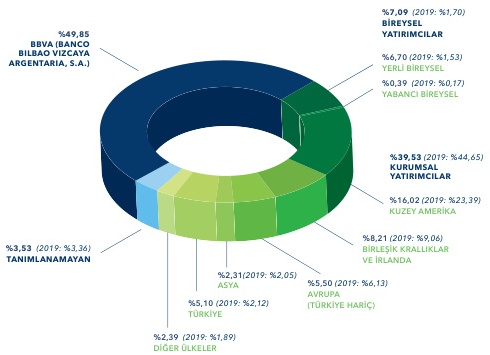 %49,85
BBVA (BANCO
BILBAO VIZCAYA
ARGENTARIA, S.A.)
%7,09 (2019: %1,70)
BİREYSEL
YATIRIMCILAR
%6,70 (2019: %1,53)
YERLİ BİREYSEL
%0,39 (2019: %0,17)
YABANCI BİREYSEL
%39,53 (2019: %44,65)
KURUMSAL
YATIRIMCILAR
%16,02 (2019: %23,39)
KUZEY AMERIKA
%8,21 (2019: %9,06)
BİRLEŞİK KRALLIKLAR
VE İRLANDA
%5,50 (2019: %6,13)
AVRUPA
(TÜRKİYE HARİÇ)
%2,31 (2019: %2,05)
ASYA
%5,10 (2019: %2,12)
TÜRKİYE
%2,39 (2019: %1,89)
DİĞER ÜLKELER
%3,53 (2019: %3,36)
TANIMLANAMAYAN